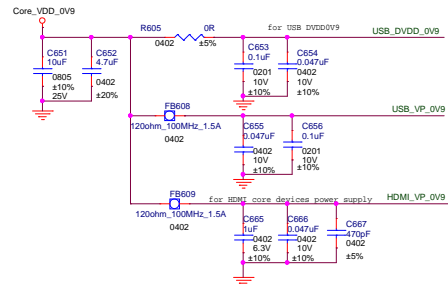 Core_VDD_0V9
R605 0R
for USB DVDD0V9
USB_DVDD_0V9
0402 ±5%
C651
10uF
0805
±10%
25V
C652
4.7uF
0402
±20%
C653
0.1uF
0201
10V
±10%
C654
0.047uF
0402
10V
±10%
FB608
120ohm_100MHz_1.5A
0402
USB_VP_0V9
C655
0.047uF
0402
10V
±10%
C656
0.1uF
0201
10V
±10%
FB609
120ohm_100MHz_1.5A
0402
for HDMI core devices power supply
HDMI_VP_0V9
C665
1uF
0402
6.3V
±10%
C666
0.047uF
0402
10V
±10%
C667
470pF
0402
±5%